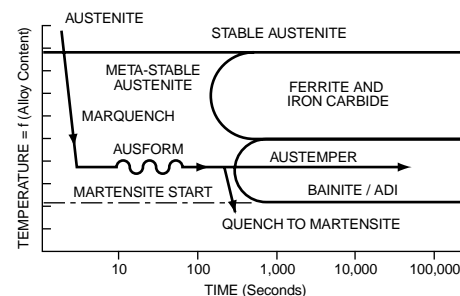 AUSTENITE
STABLE AUSTENITE
META-STABLE
AUSTENITE
FERRITE AND
IRON CARBIDE
MARQUENCH
AUSFORM
AUSTEMPER
MARTENSITE START
BAINITE / ADI
QUENCH TO MARTENSITE
TEMPERATURE = f (Alloy Content)
10 100 1,000 10,000 100,000
TIME (Seconds)